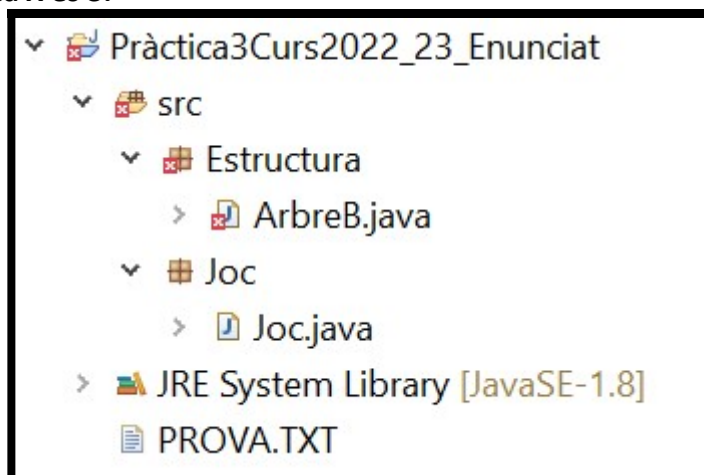 Pràctica3Curs2022_23_Enunciat
src
Estructura
ArbreB.java
Joc
Joc.java
JRE System Library [JavaSE-1.8]
PROVA.TXT